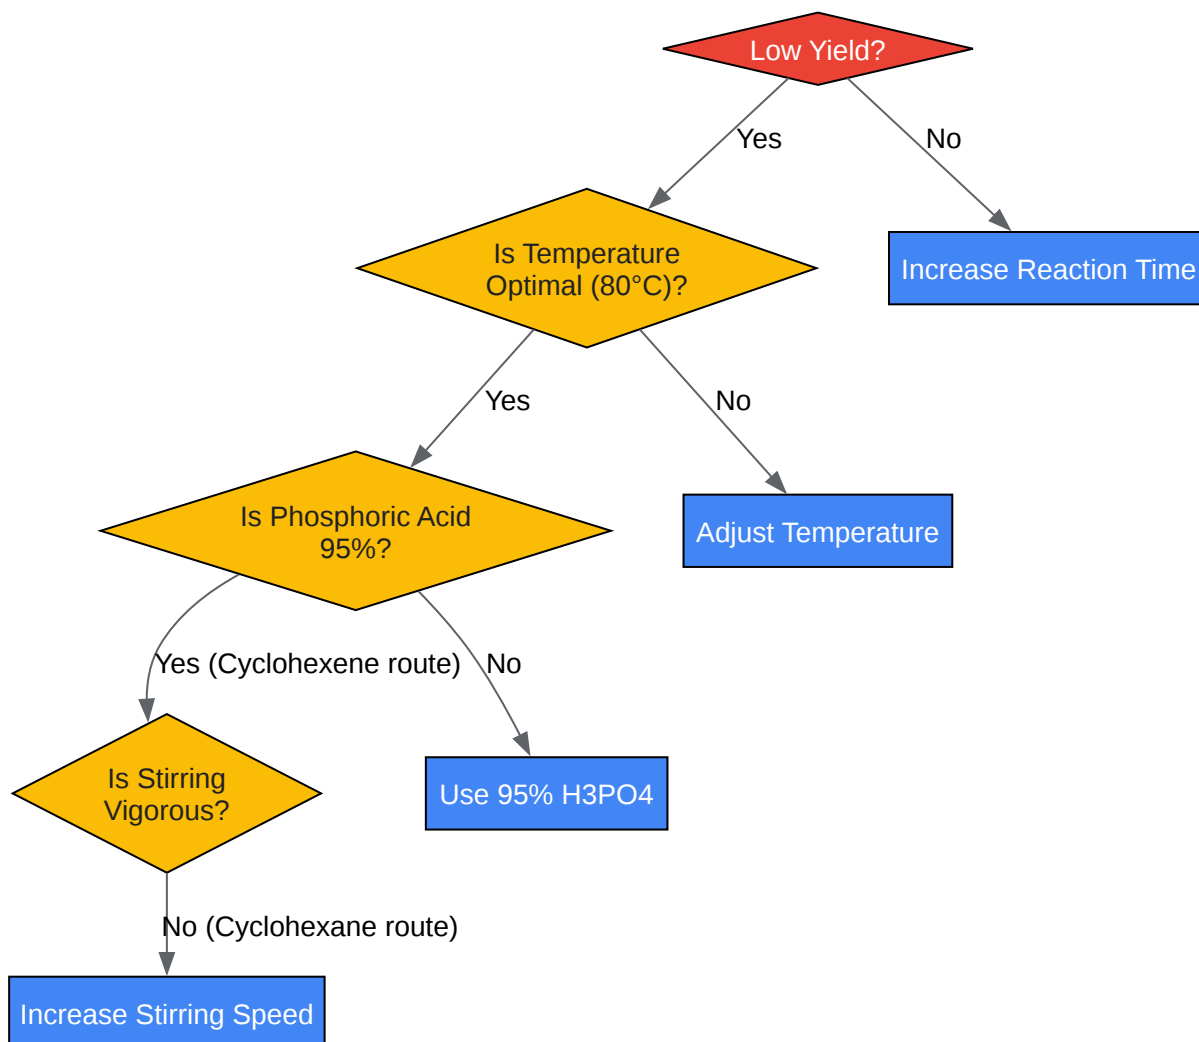 Low Yield?
Yes
No
Is Temperature
Optimal (80°C)?
Increase Reaction Time
Yes
No
Is Phosphoric Acid
95%?
Adjust Temperature
Yes (Cyclohexene route)
No
Is Stirring
Vigorous?
Use 95% H3PO4
No (Cyclohexane route)
Increase Stirring Speed